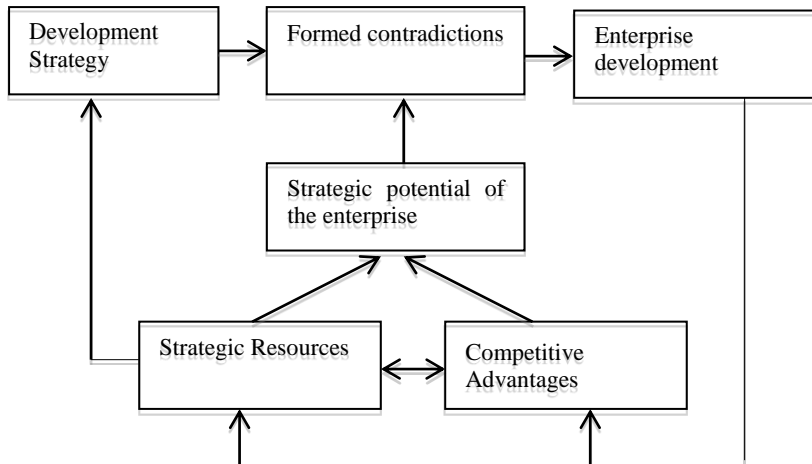 Development
Strategy
Formed contradictions
Enterprise
development
Strategic potential of
the enterprise
Strategic Resources
Competitive
Advantages